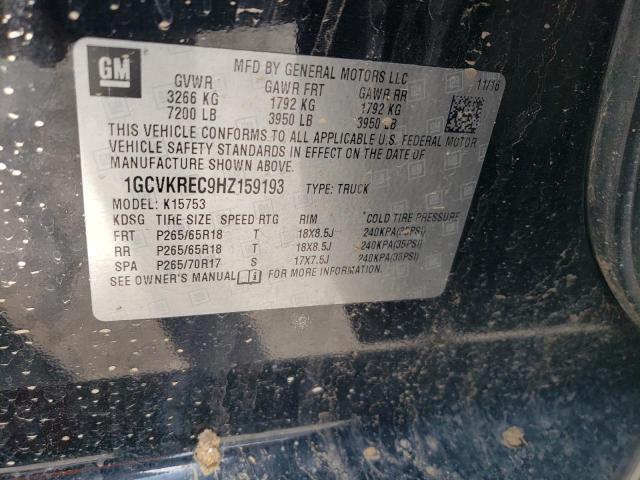 GM
MFD BY GENERAL MOTORS LLC
11/16
GVWR GAWR FRT GAWR RR
3266 KG 1792 KG 1792 KG
7200 LB 3950 LB 3950 LB
THIS VEHICLE CONFORMS TO ALL APPLICABLE U.S. FEDERAL MOTOR
VEHICLE SAFETY STANDARDS IN EFFECT ON THE DATE OF
MANUFACTURE SHOWN ABOVE.
1GCVKREC9HZ159193 TYPE: TRUCK
MODEL: K15753
KDSG TIRE SIZE SPEED RTG RIM COLD TIRE PRESSURE
FRT P265/65R18 T 18X8.5J 240KPA(35PSI)
RR P265/65R18 T 18X8.5J 240KPA(35PSI)
SPA P265/70R17 S 17X7.5J 240KPA(35PSI)
SEE OWNER'S MANUAL FOR MORE INFORMATION.